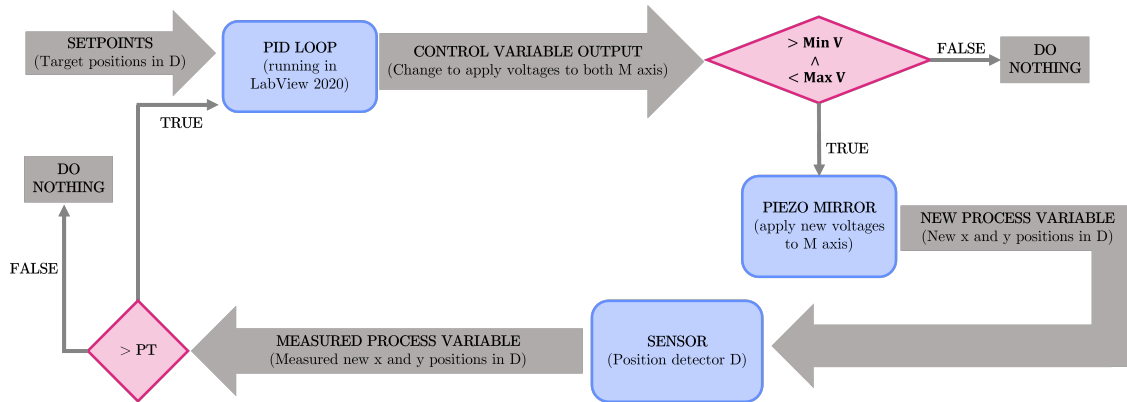 SETPOINTS
(Target positions in D)
PID LOOP
(running in
LabView 2020)
CONTROL VARIABLE OUTPUT
(Change to apply voltages to both M axis)
> Min V
∧
< Max V
FALSE
DO
NOTHING
TRUE
TRUE
DO
NOTHING
PIEZO MIRROR
(apply new voltages
to M axis)
NEW PROCESS VARIABLE
(New x and y positions in D)
FALSE
> PT
MEASURED PROCESS VARIABLE
(Measured new x and y positions in D)
SENSOR
(Position detector D)